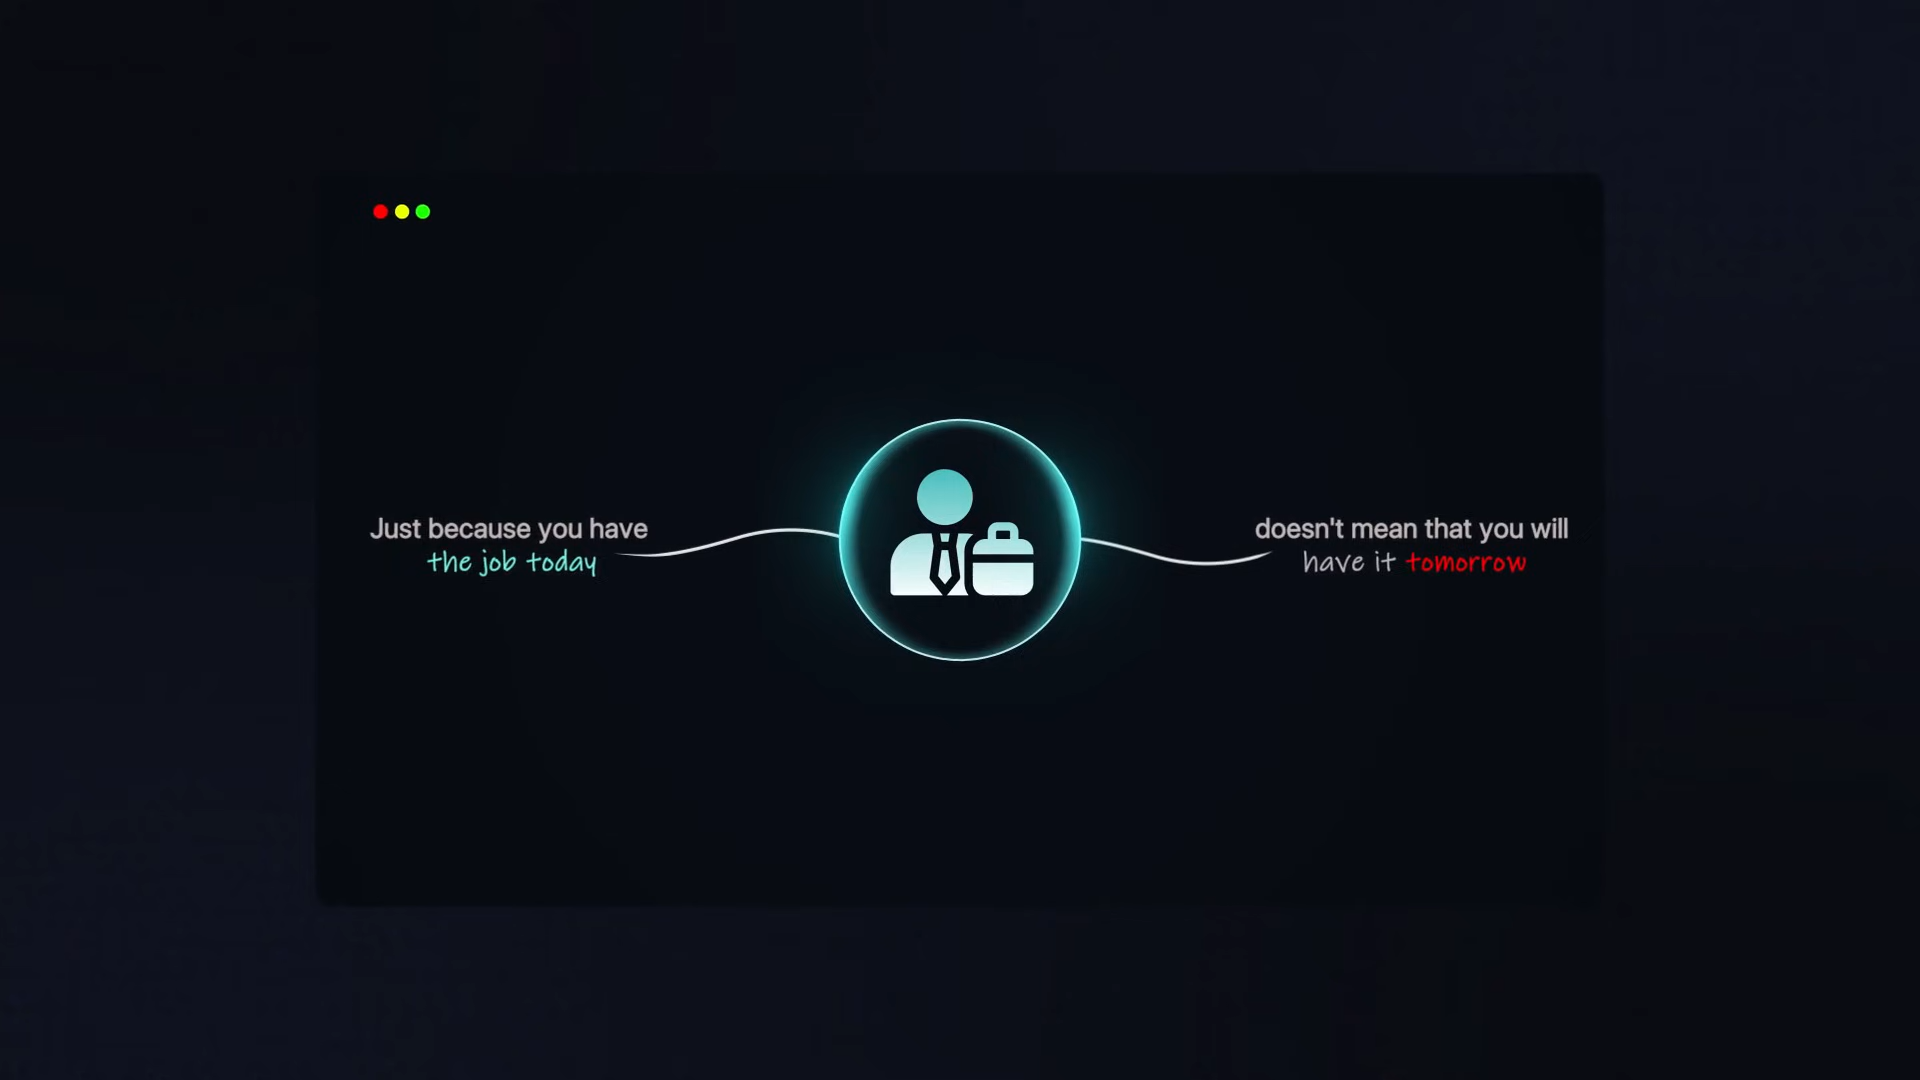 Just because you have
the job today
doesn't mean that you will
have it tomorrow